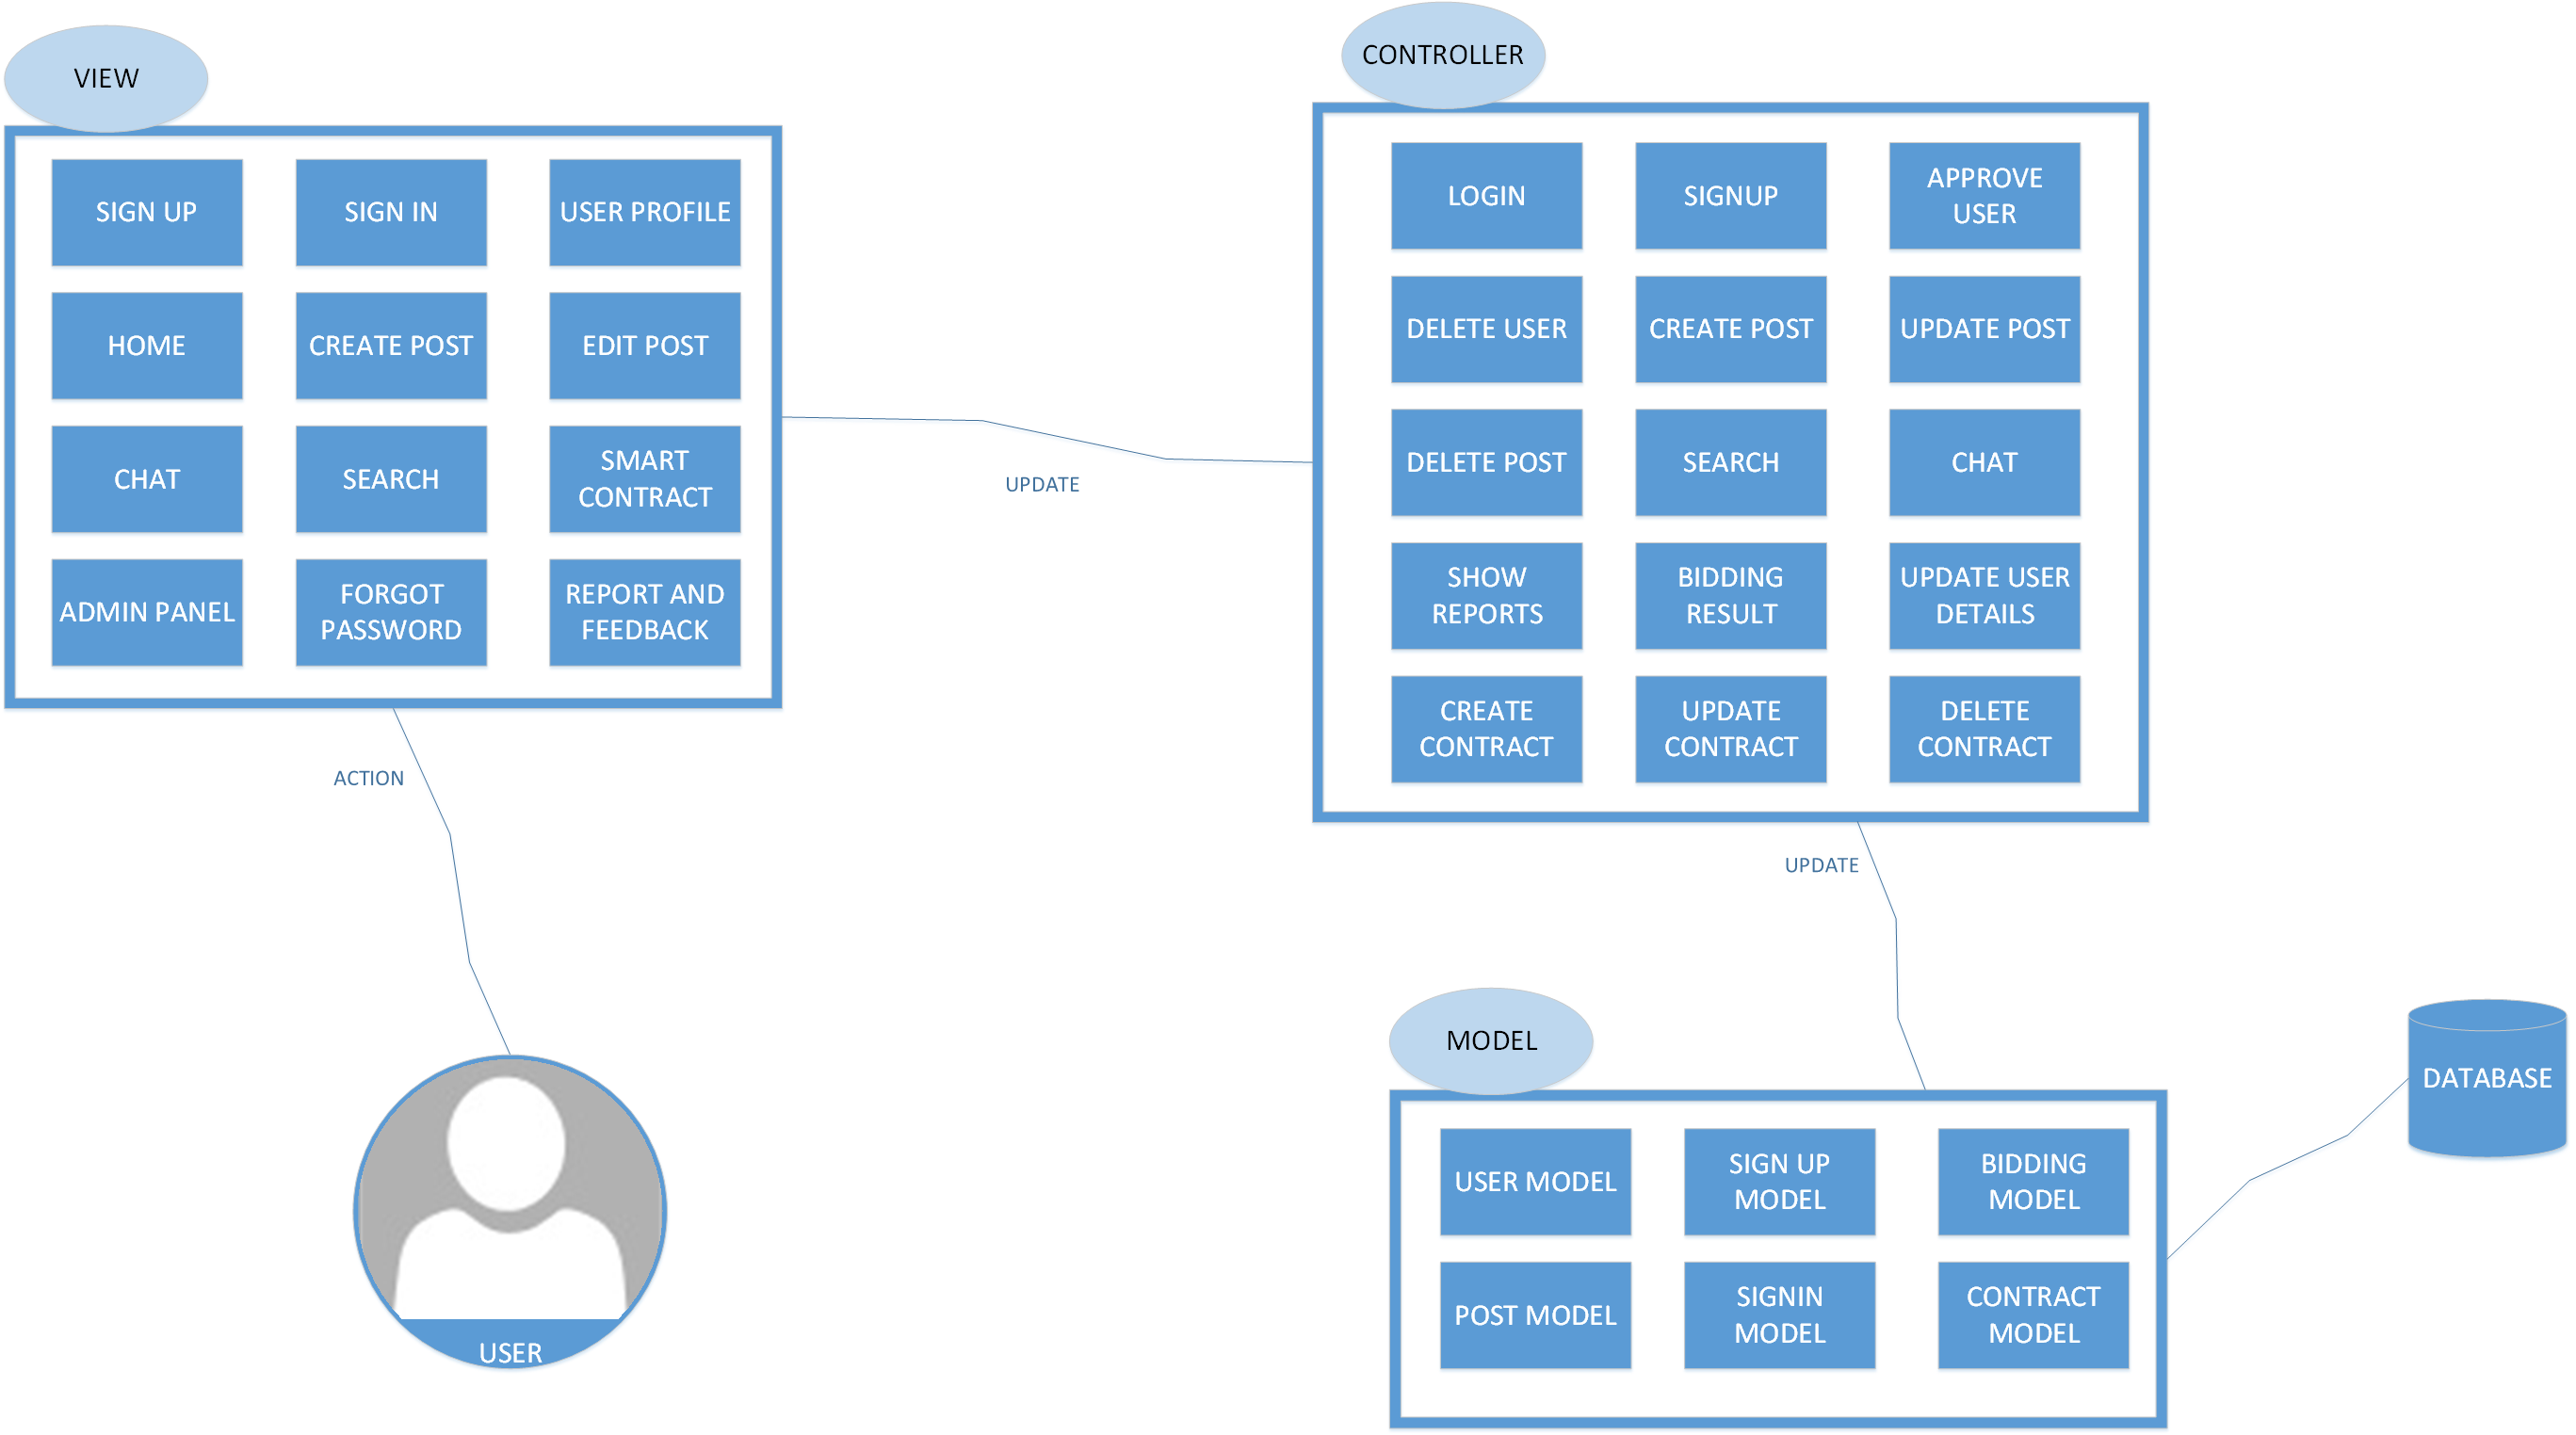 VIEW
SIGN UP
SIGN IN
USER PROFILE
HOME
CREATE POST
EDIT POST
CHAT
SEARCH
SMART
CONTRACT
ADMIN PANEL
FORGOT
PASSWORD
REPORT AND
FEEDBACK
UPDATE
CONTROLLER
LOGIN
SIGNUP
APPROVE
USER
DELETE USER
CREATE POST
UPDATE POST
DELETE POST
SEARCH
CHAT
SHOW
REPORTS
BIDDING
RESULT
UPDATE USER
DETAILS
CREATE
CONTRACT
UPDATE
CONTRACT
DELETE
CONTRACT
ACTION
USER
UPDATE
MODEL
USER MODEL
SIGN UP
MODEL
BIDDING
MODEL
POST MODEL
SIGNIN
MODEL
CONTRACT
MODEL
DATABASE